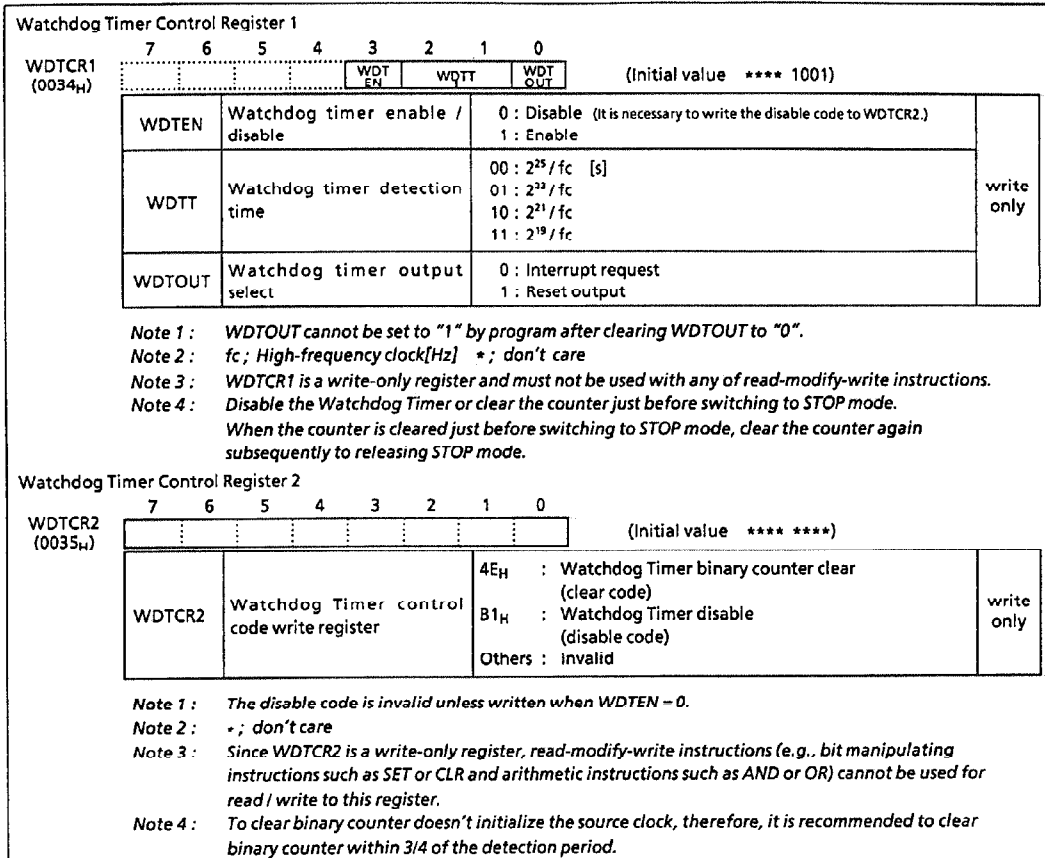 Watchdog Timer Control Register 1
7 6 5 4 3 2 1 0
WDTCR1 (0034H) WDT EN WDTT WDT OUT (Initial value **** 1001)
WDTEN Watchdog timer enable / disable 0 : Disable (It is necessary to write the disable code to WDTCR2.)
1 : Enable
WDTT Watchdog timer detection time 00 : 2²⁵/fc [s]
01 : 2²³/fc
10 : 2²¹/fc
11 : 2¹⁹/fc
write only
WDTOUT Watchdog timer output select 0 : Interrupt request
1 : Reset output
Note 1 : WDTOUT cannot be set to "1" by program after clearing WDTOUT to "0".
Note 2 : fc ; High-frequency clock[Hz] * ; don't care
Note 3 : WDTCR1 is a write-only register and must not be used with any of read-modify-write instructions.
Note 4 : Disable the Watchdog Timer or clear the counter just before switching to STOP mode.
When the counter is cleared just before switching to STOP mode, clear the counter again
subsequently to releasing STOP mode.
Watchdog Timer Control Register 2
7 6 5 4 3 2 1 0
WDTCR2 (0035H) (Initial value **** ****)
WDTCR2 Watchdog Timer control code write register 4EH : Watchdog Timer binary counter clear
(clear code)
B1H : Watchdog Timer disable
(disable code)
Others : Invalid
write only
Note 1 : The disable code is invalid unless written when WDTEN = 0.
Note 2 : * ; don't care
Note 3 : Since WDTCR2 is a write-only register, read-modify-write instructions (e.g., bit manipulating
instructions such as SET or CLR and arithmetic instructions such as AND or OR) cannot be used for
read / write to this register.
Note 4 : To clear binary counter doesn't initialize the source clock, therefore, it is recommended to clear
binary counter within 3/4 of the detection period.